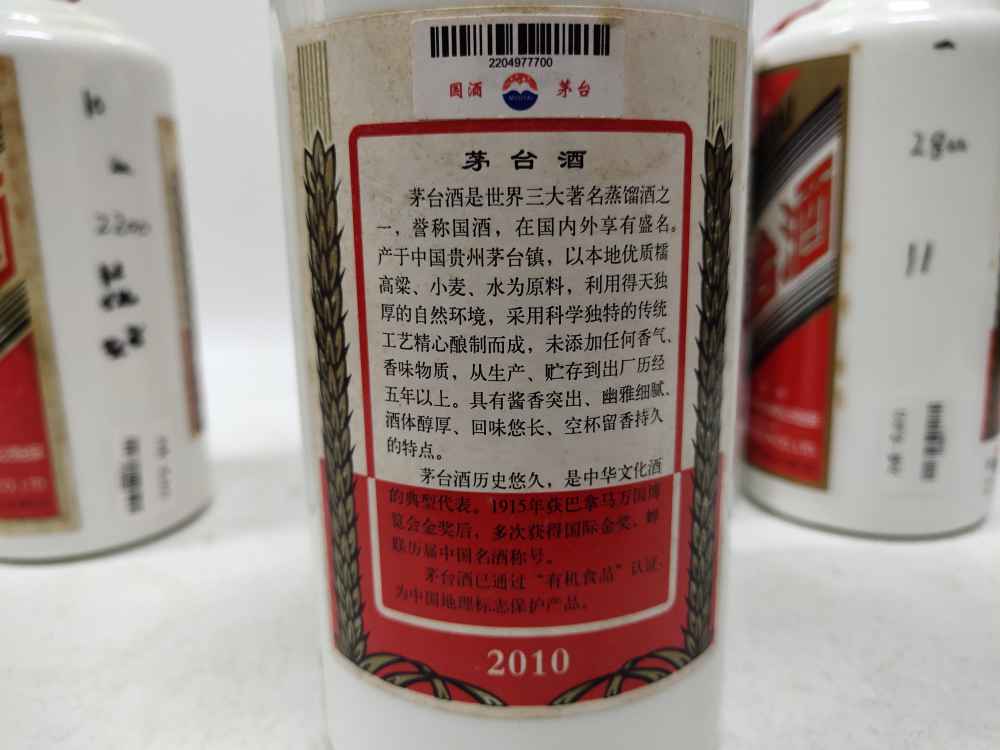 2204977700
国酒 茅台
MOUTAI
茅台酒
茅台酒是世界三大著名蒸馏酒之
一，誉称国酒，在国内外享有盛名。
产于中国贵州茅台镇，以本地优质糯
高粱、小麦、水为原料，利用得天独
厚的自然环境，采用科学独特的传统
工艺精心酿制而成，未添加任何香气、
香味物质，从生产、贮存到出厂历经
五年以上。具有酱香突出、幽雅细腻、
酒体醇厚、回味悠长、空杯留香持久
的特点。
茅台酒历史悠久，是中华文化酒
的典型代表。1915年获巴拿马万国博
览会金奖后，多次获得国际金奖、蝉
联历届中国名酒称号。
茅台酒已通过“有机食品”认证，
为中国地理标志保护产品。
2010
10
2200
酒
2800
11